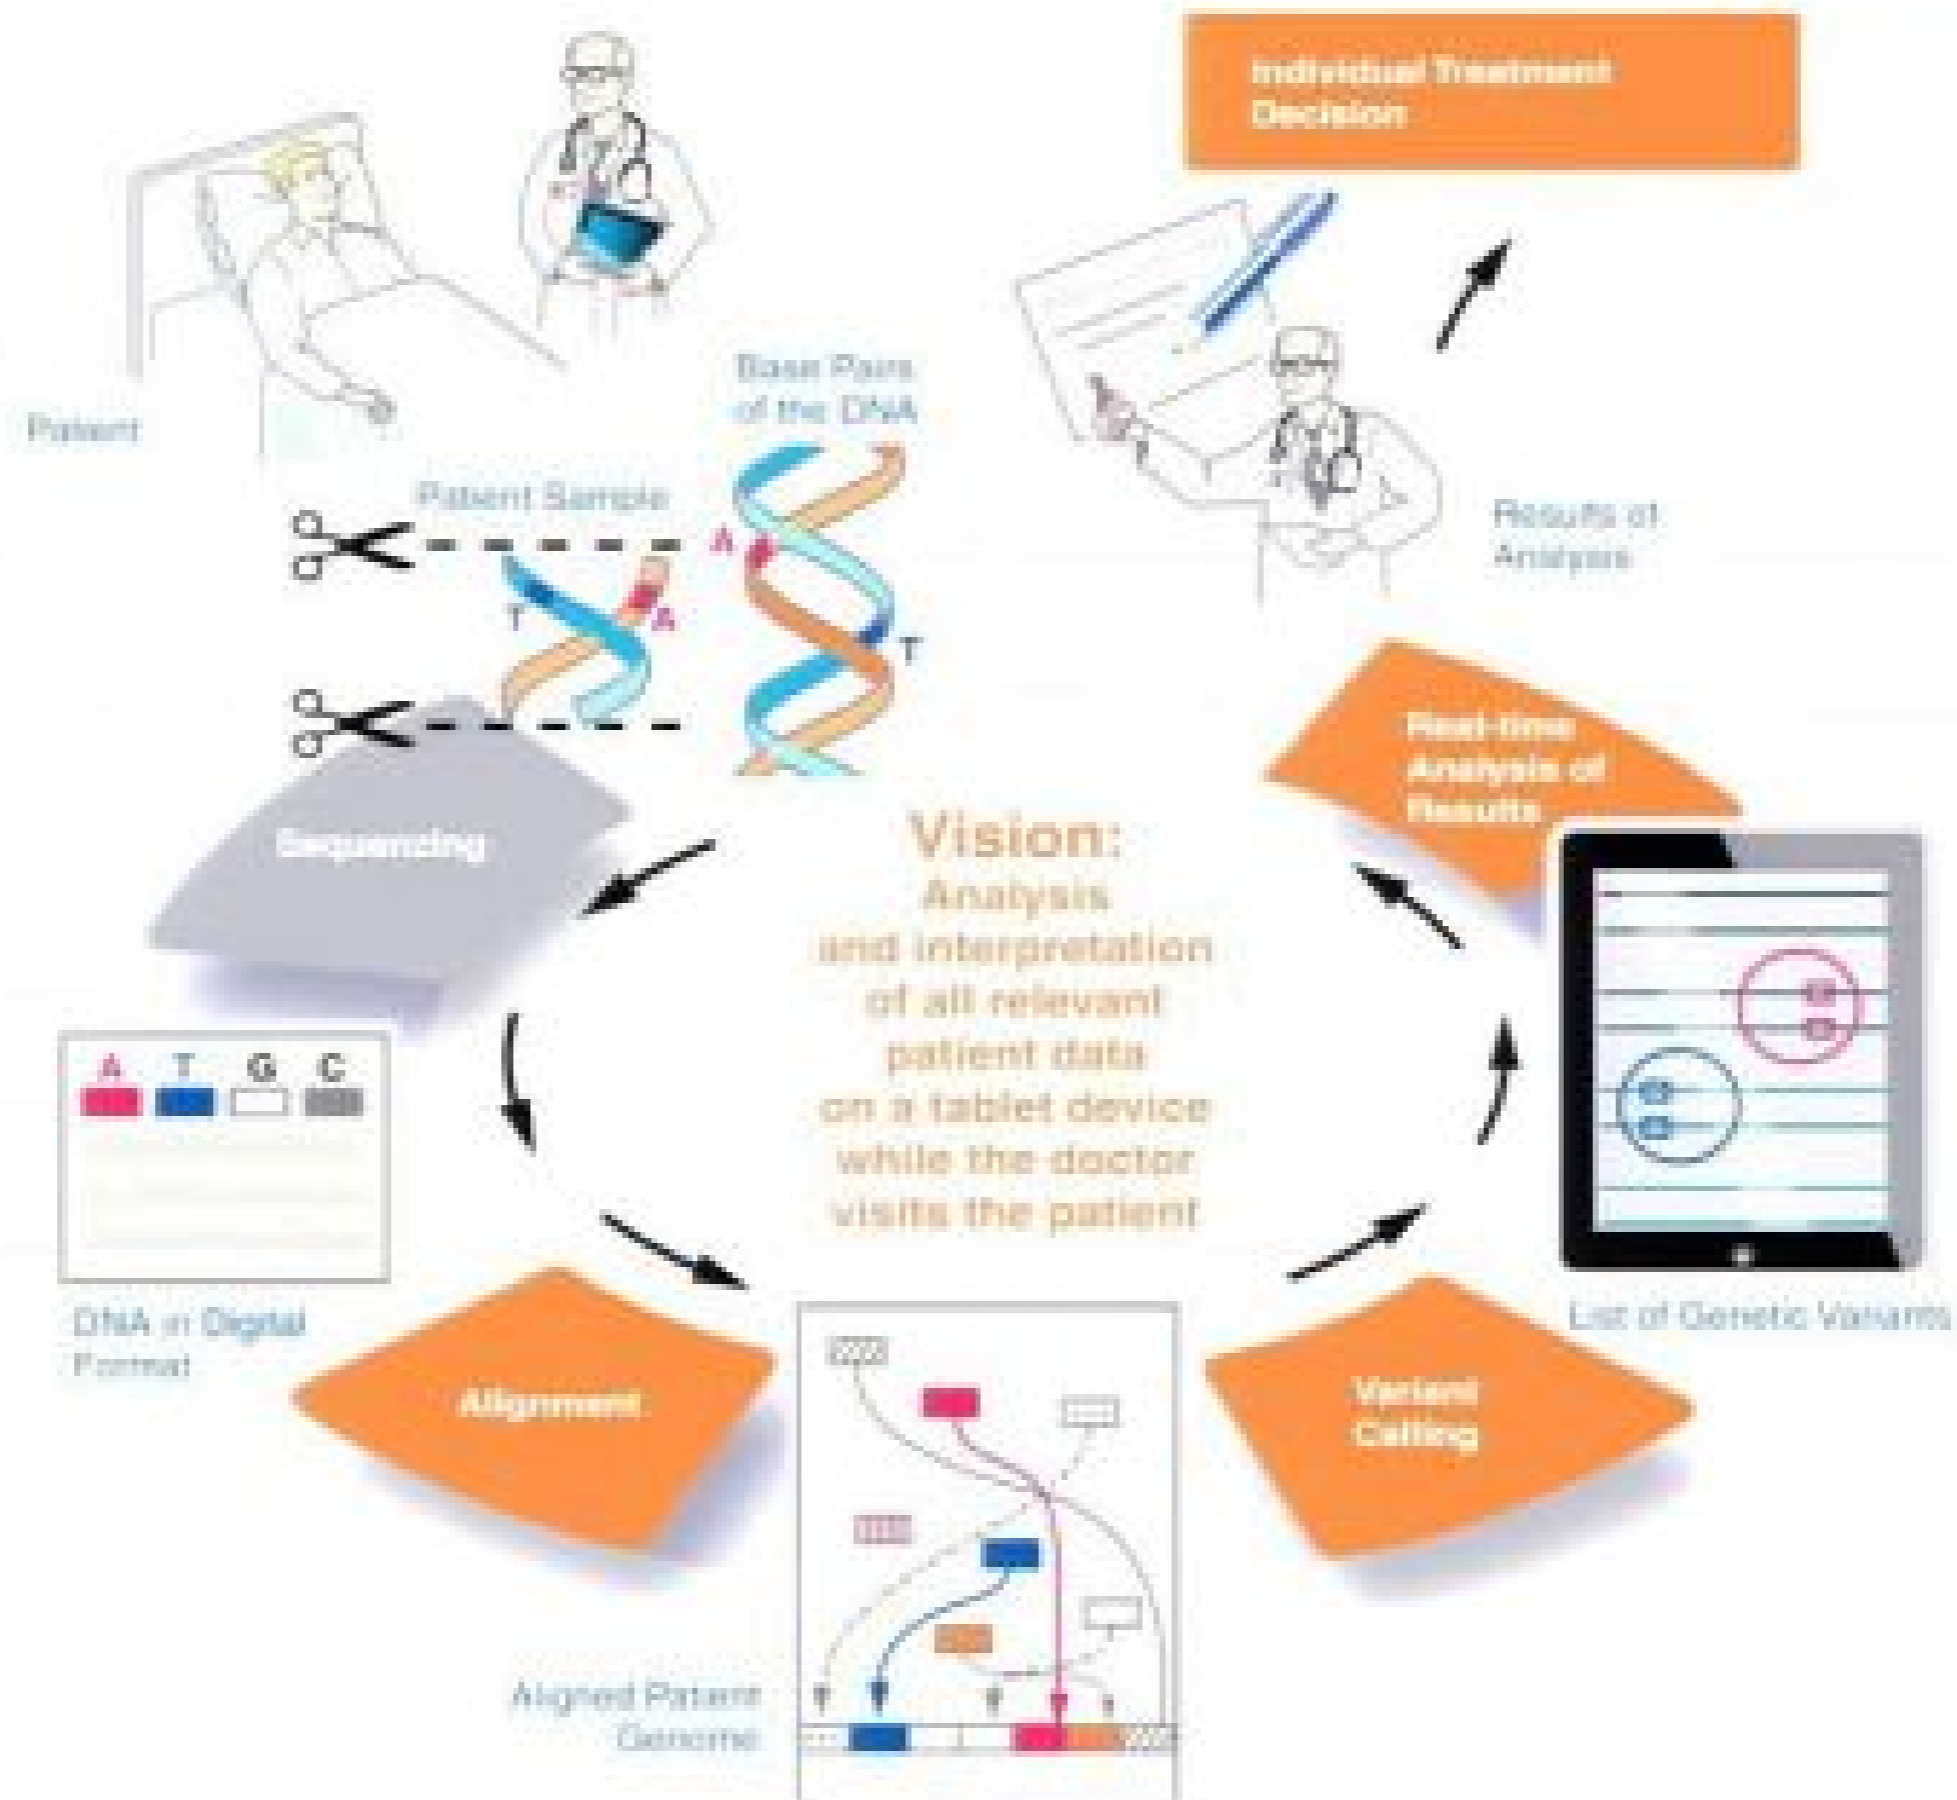 Individual Treatment
Decision
Patient
Base Pairs
of the DNA
Patient Sample
A
T
A
T
Results of
Analysis
Sequencing
Real-time
Analysis of
Results
Vision:
Analysis
and interpretation
of all relevant
patient data
on a tablet device
while the doctor
visits the patient
A T G C
DNA in Digital
Format
Alignment
List of Genetic Variants
Variant
Calling
Aligned Patient
Genome